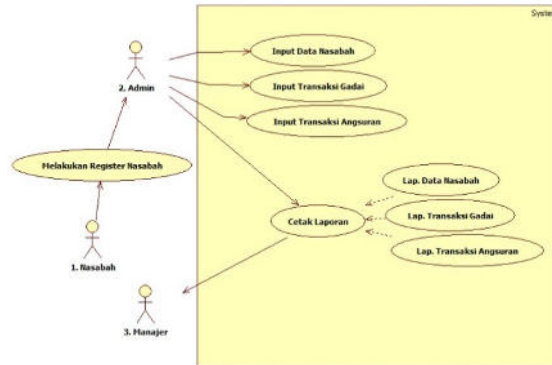 System
Input Data Nasabah
2. Admin
Input Transaksi Gadai
Input Transaksi Angsuran
Melakukan Register Nasabah
Lap. Data Nasabah
Cetak Laporan
Lap. Transaksi Gadai
Lap. Transaksi Angsuran
1. Nasabah
3. Manajer